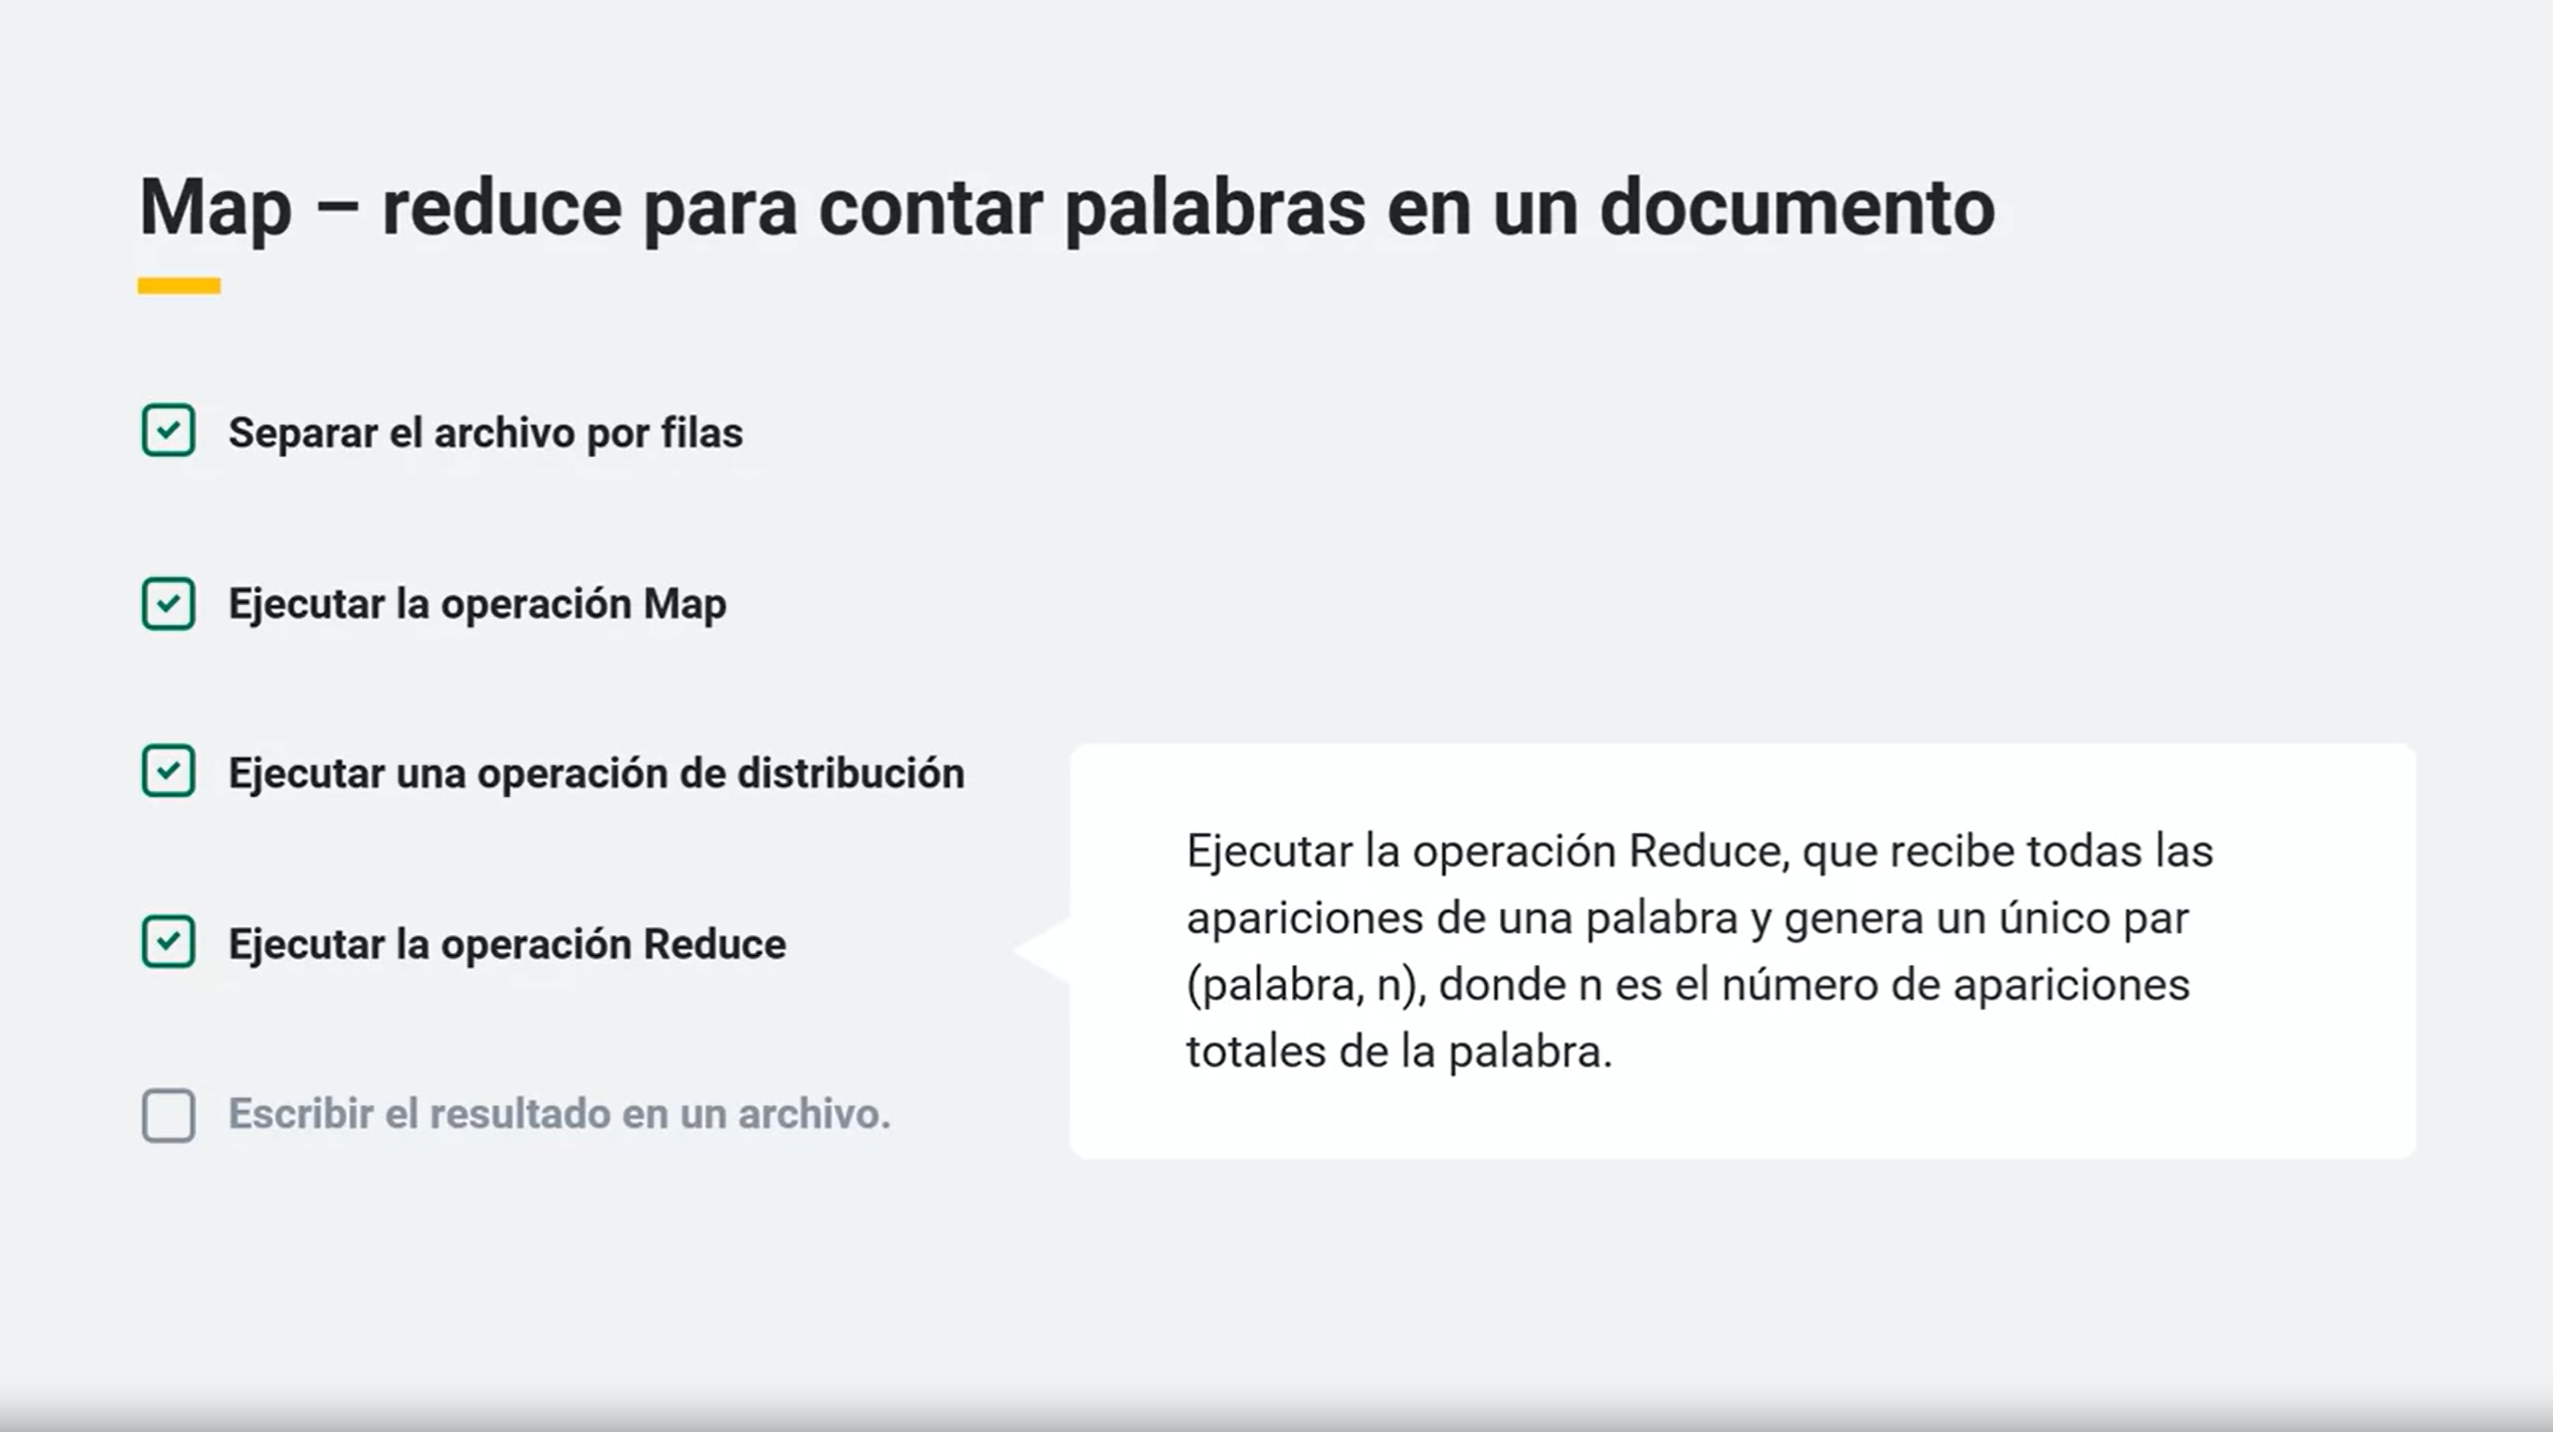 Map – reduce para contar palabras en un documento
Separar el archivo por filas
Ejecutar la operación Map
Ejecutar una operación de distribución
Ejecutar la operación Reduce
Ejecutar la operación Reduce, que recibe todas las
apariciones de una palabra y genera un único par
(palabra, n), donde n es el número de apariciones
totales de la palabra.
Escribir el resultado en un archivo.